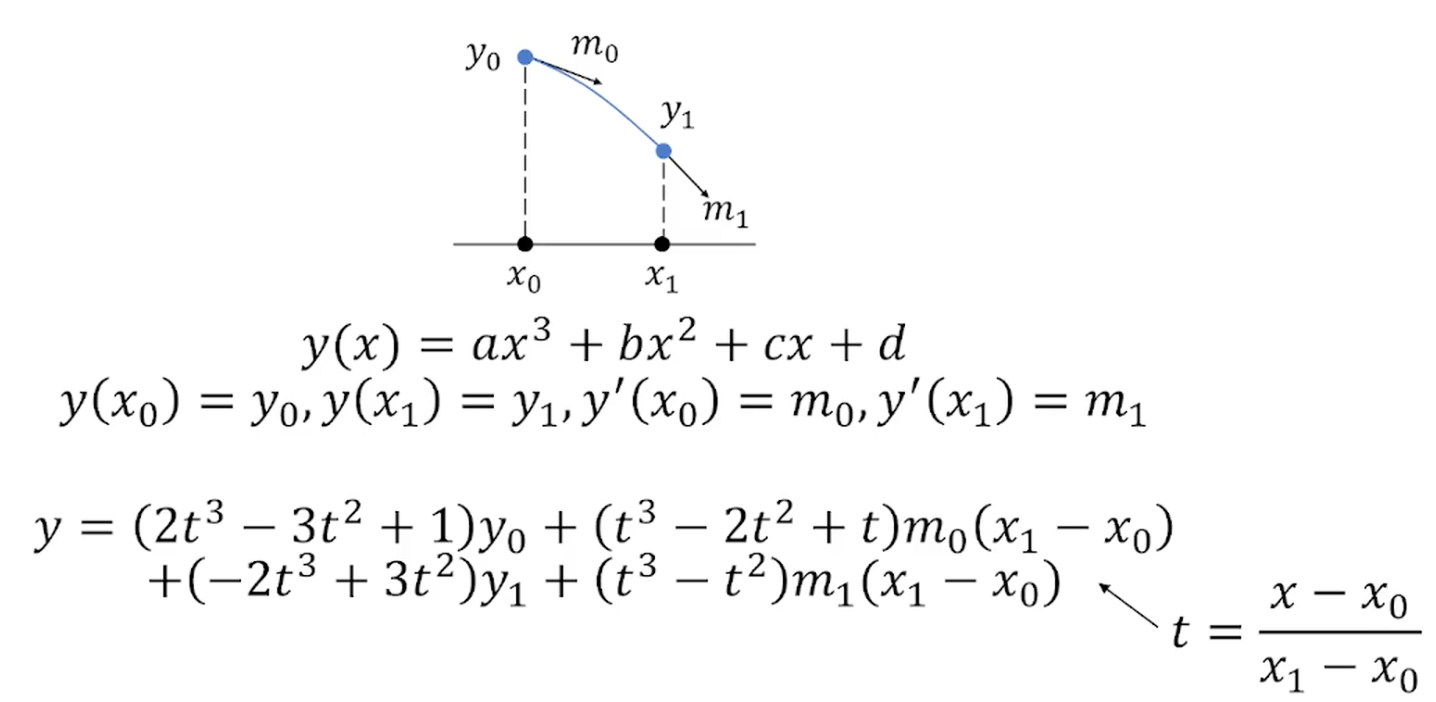 y₀ m₀
y₁
m₁
x₀ x₁
y(x) = ax³ + bx² + cx + d
y(x₀) = y₀, y(x₁) = y₁, y′(x₀) = m₀, y′(x₁) = m₁
y = (2t³ − 3t² + 1)y₀ + (t³ − 2t² + t)m₀(x₁ − x₀)
+(−2t³ + 3t²)y₁ + (t³ − t²)m₁(x₁ − x₀)
t = (x − x₀)/(x₁ − x₀)